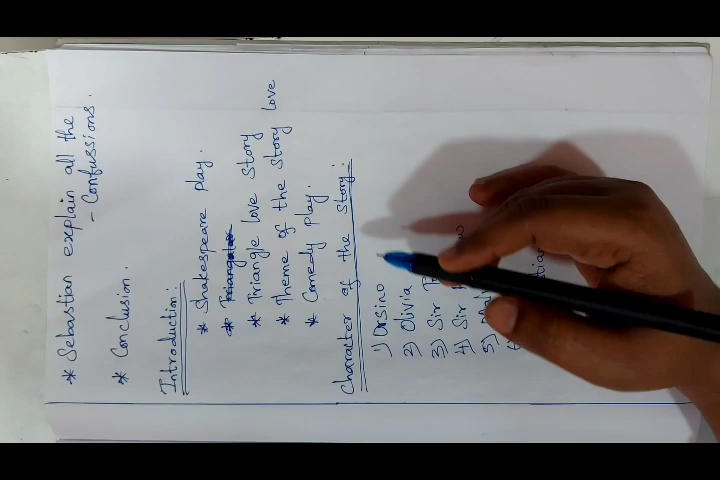 * Sebastian explain all the
- Confussions.
* Conclusion.
Introduction:
* Shakespeare play.
* Triangle love Story
* Theme of the Story love
* Comedy Play.
Character of the Story:
1) Orsino
2) Olivia
3) Sir
4) Sir
5)